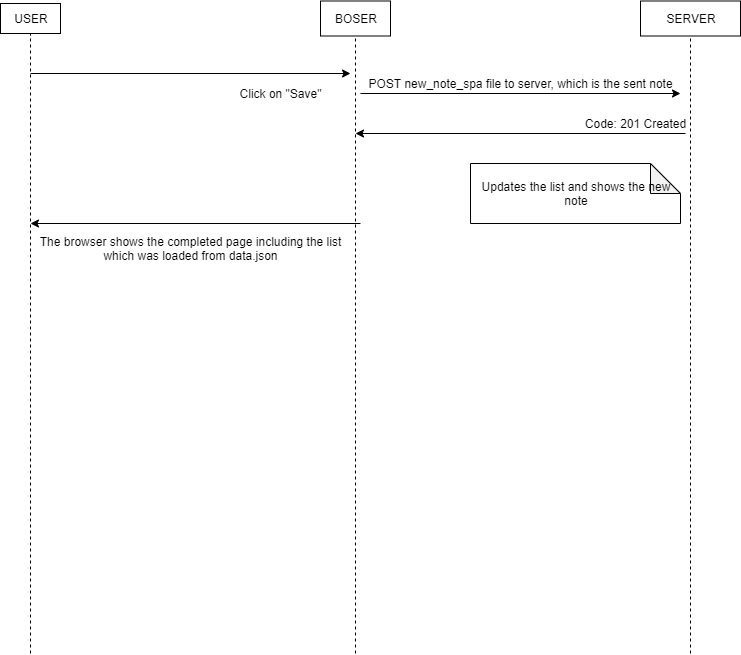 USER
BOSER
SERVER
Click on "Save"
POST new_note_spa file to server, which is the sent note
Code: 201 Created
Updates the list and shows the new
note
The browser shows the completed page including the list
which was loaded from data.json